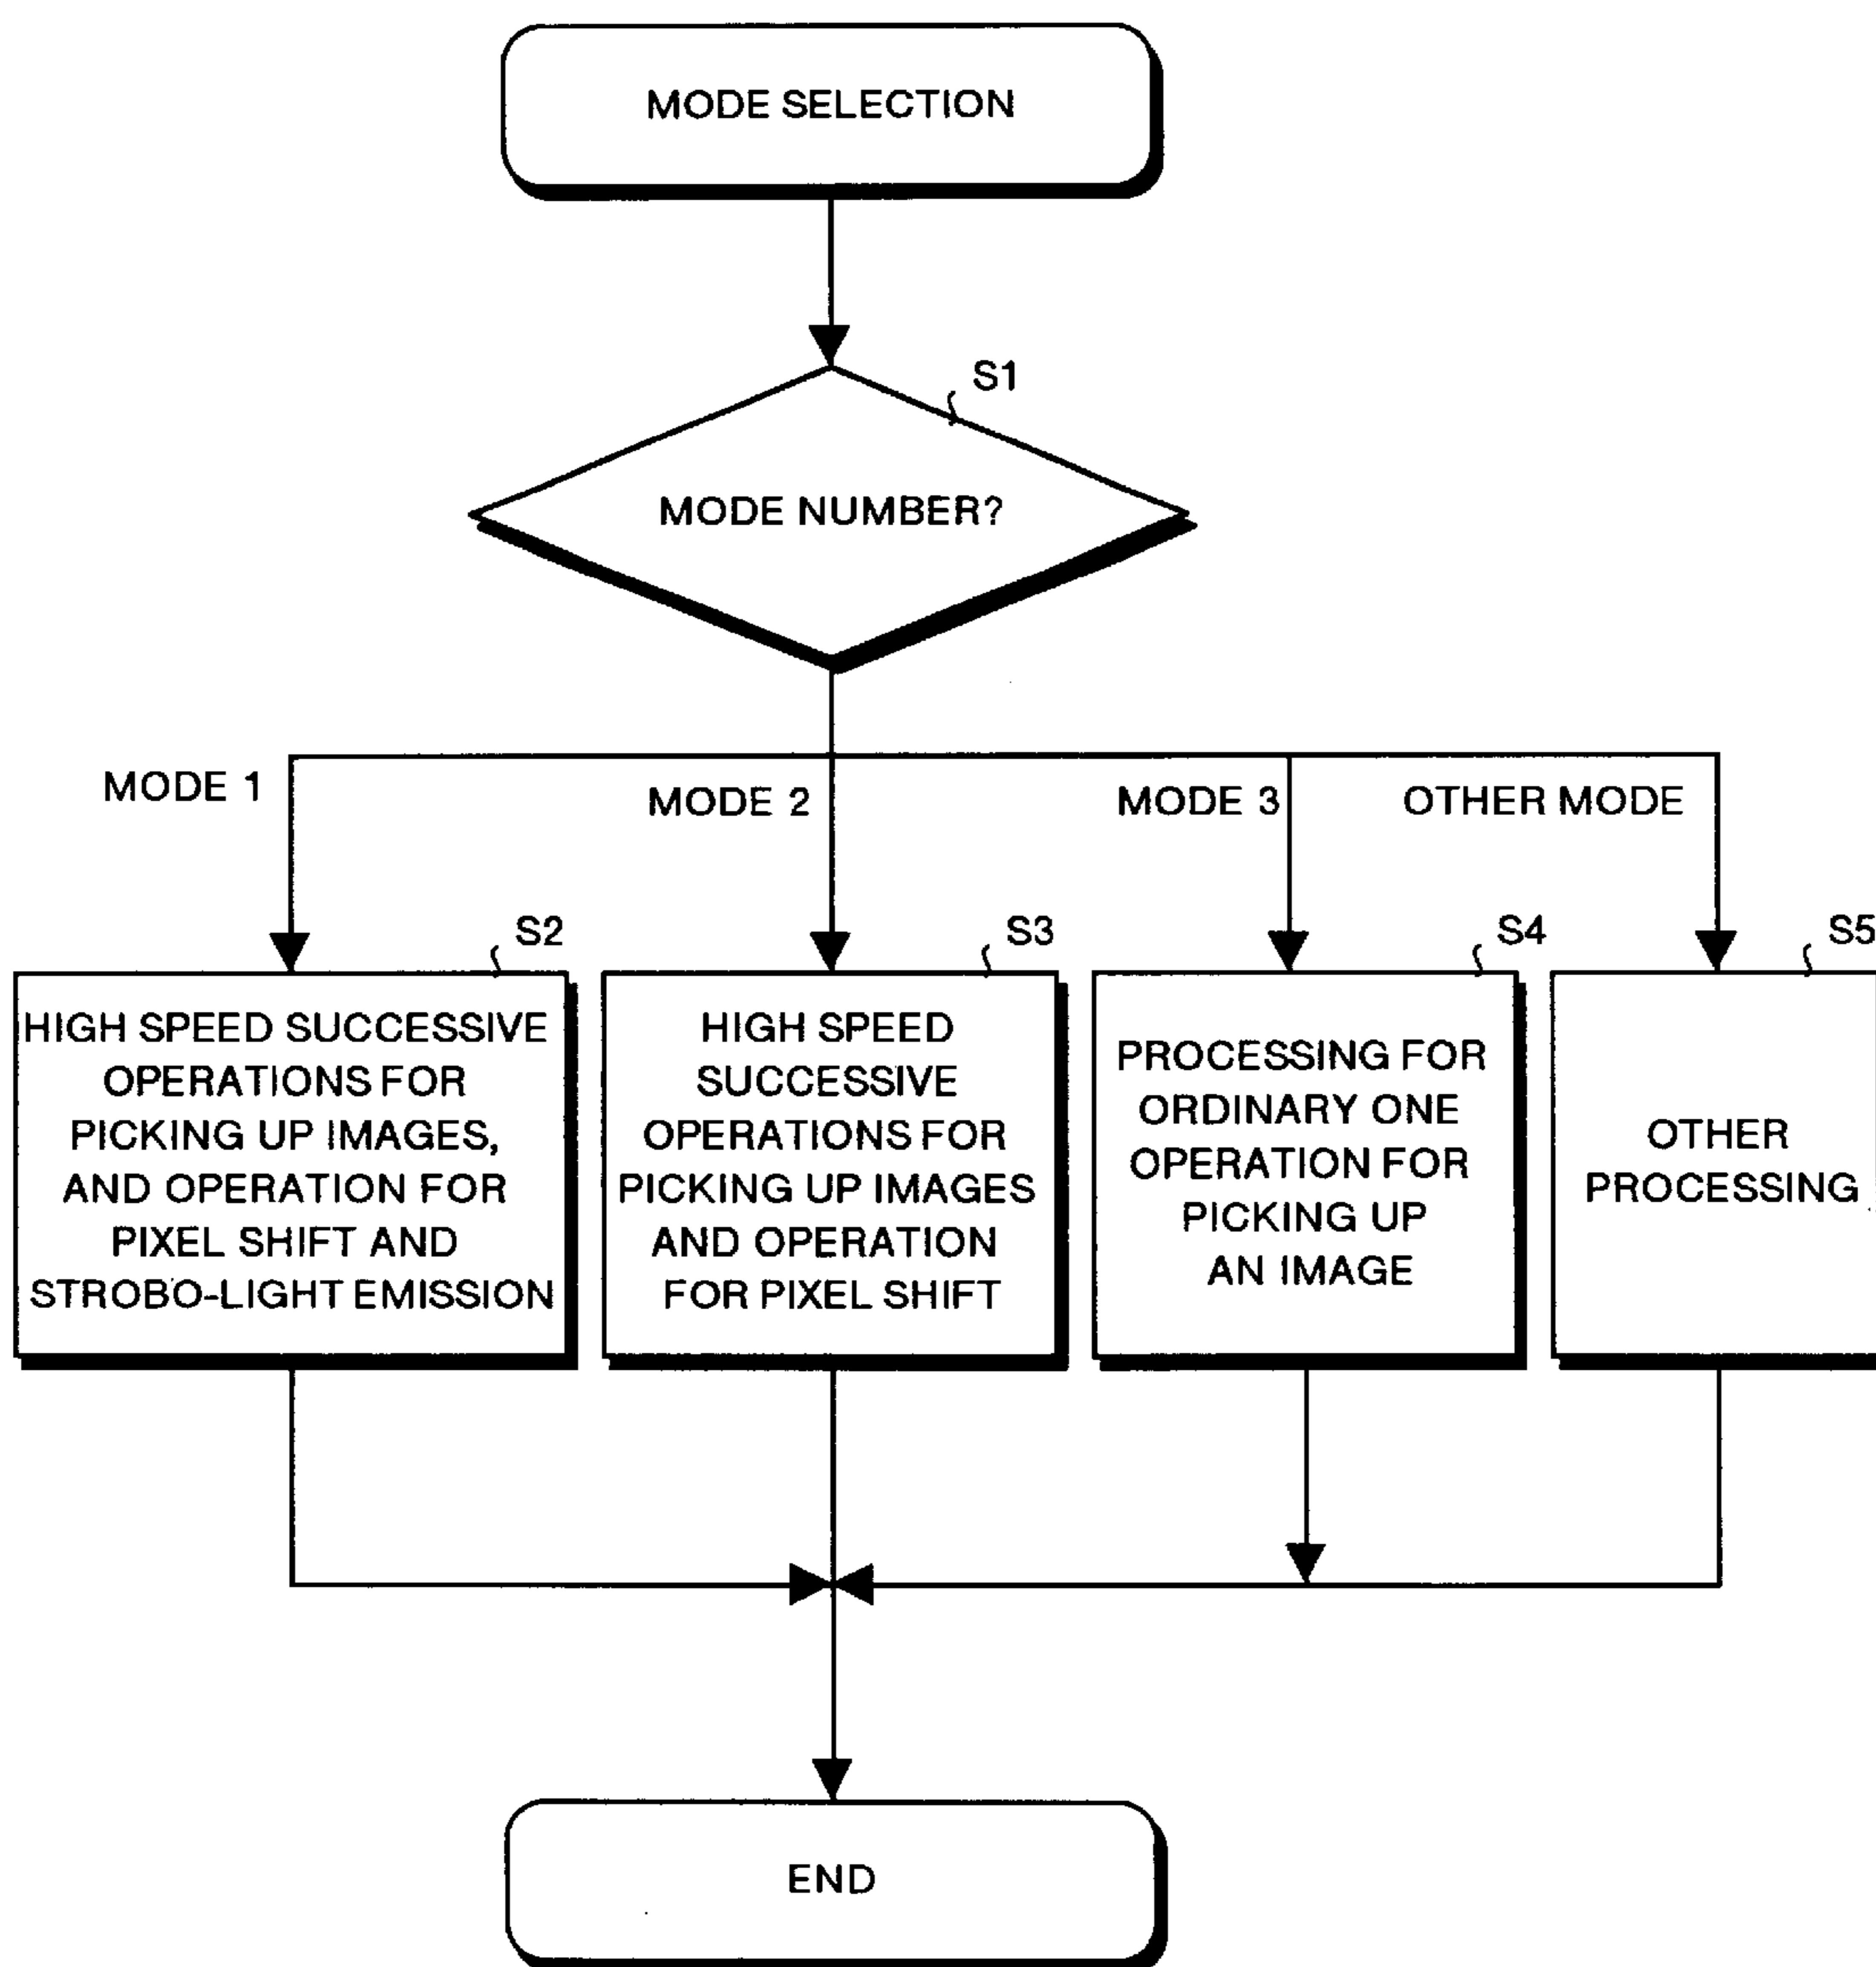 MODE SELECTION
S1
MODE NUMBER?
MODE 1
MODE 2
MODE 3
OTHER MODE
S2
HIGH SPEED SUCCESSIVE
OPERATIONS FOR
PICKING UP IMAGES,
AND OPERATION FOR
PIXEL SHIFT AND
STROBO-LIGHT EMISSION
S3
HIGH SPEED
SUCCESSIVE
OPERATIONS FOR
PICKING UP IMAGES
AND OPERATION
FOR PIXEL SHIFT
S4
PROCESSING FOR
ORDINARY ONE
OPERATION FOR
PICKING UP
AN IMAGE
S5
OTHER
PROCESSING
END